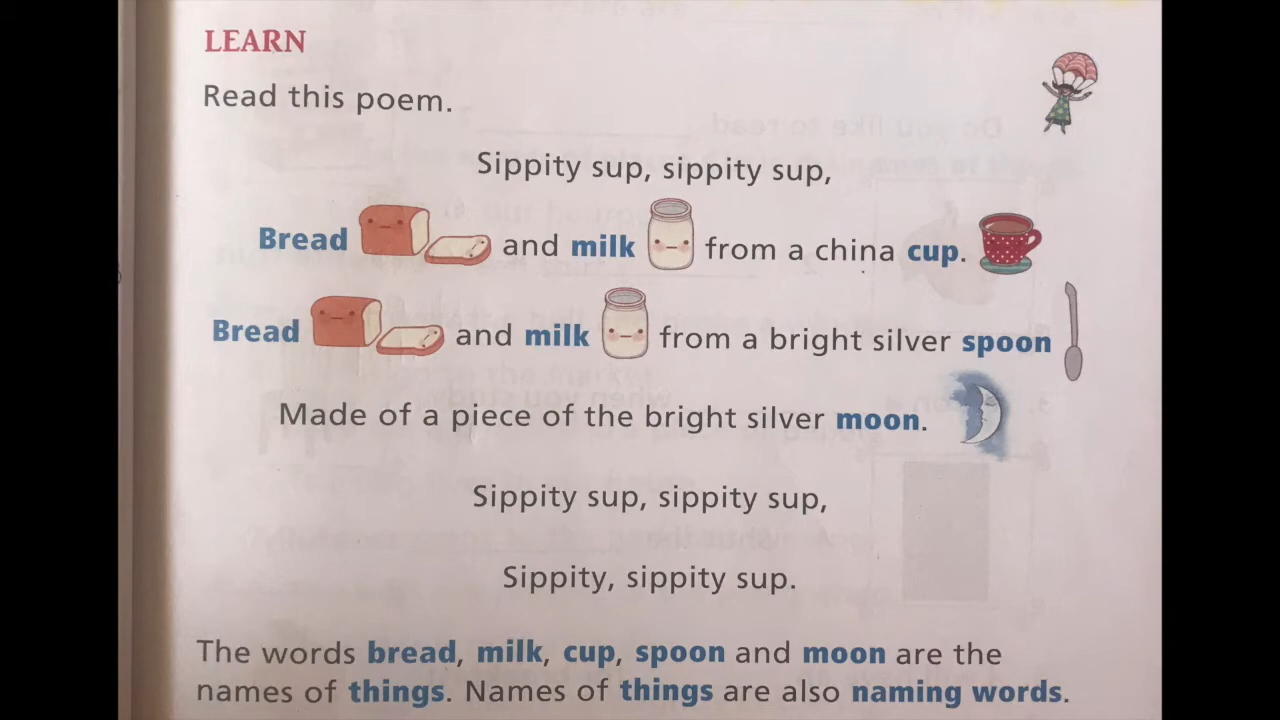 LEARN
Read this poem.
Sippity sup, sippity sup,
Bread and milk from a china cup.
Bread and milk from a bright silver spoon
Made of a piece of the bright silver moon.
Sippity sup, sippity sup,
Sippity, sippity sup.
The words bread, milk, cup, spoon and moon are the
names of things. Names of things are also naming words.